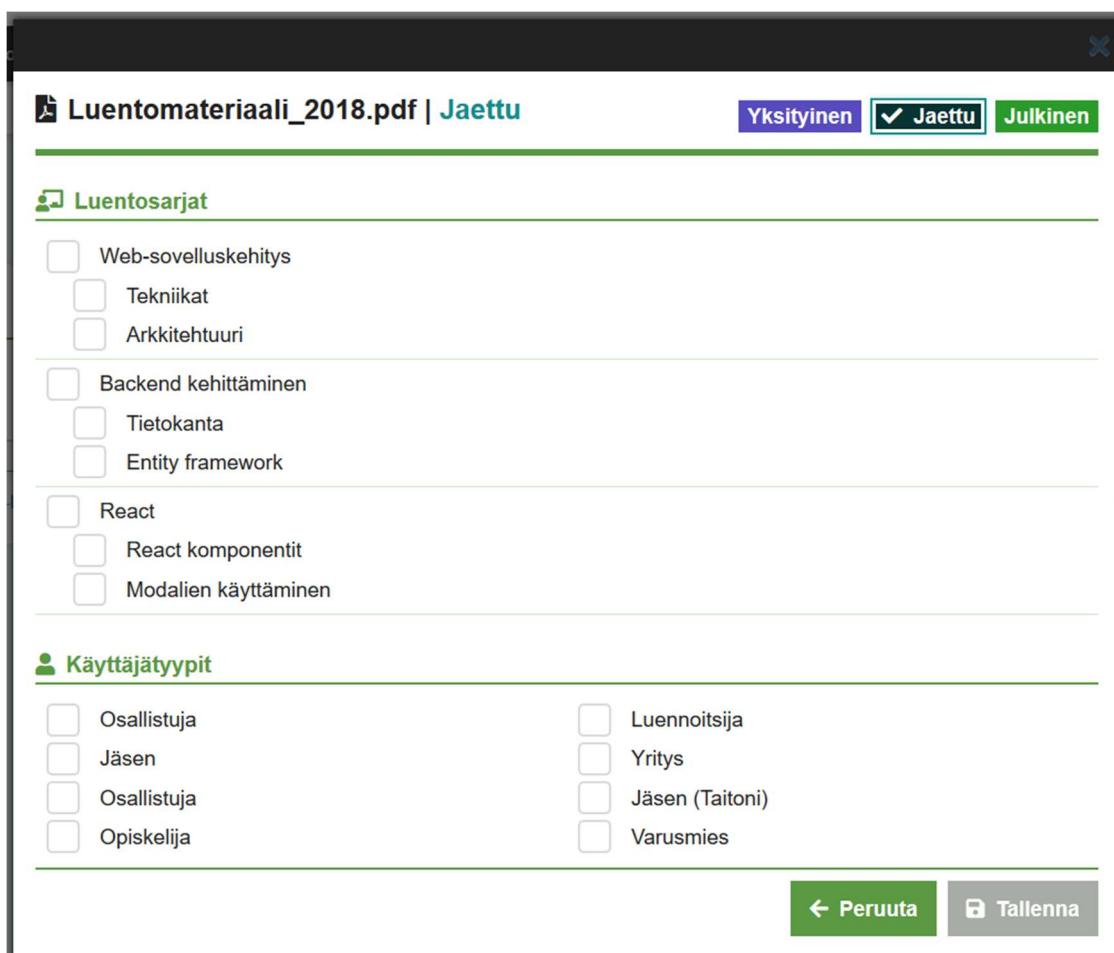 Luentomateriaali_2018.pdf | Jaettu
Yksityinen Jaettu Julkinen
Luentosarjat
Web-sovelluskehitys
Tekniikat
Arkkitehtuuri
Backend kehittäminen
Tietokanta
Entity framework
React
React komponentit
Modalien käyttäminen
Käyttäjätyypit
Osallistuja Luennoitsija
Jäsen Yritys
Osallistuja Jäsen (Taitoni)
Opiskelija Varusmies
Peruuta Tallenna